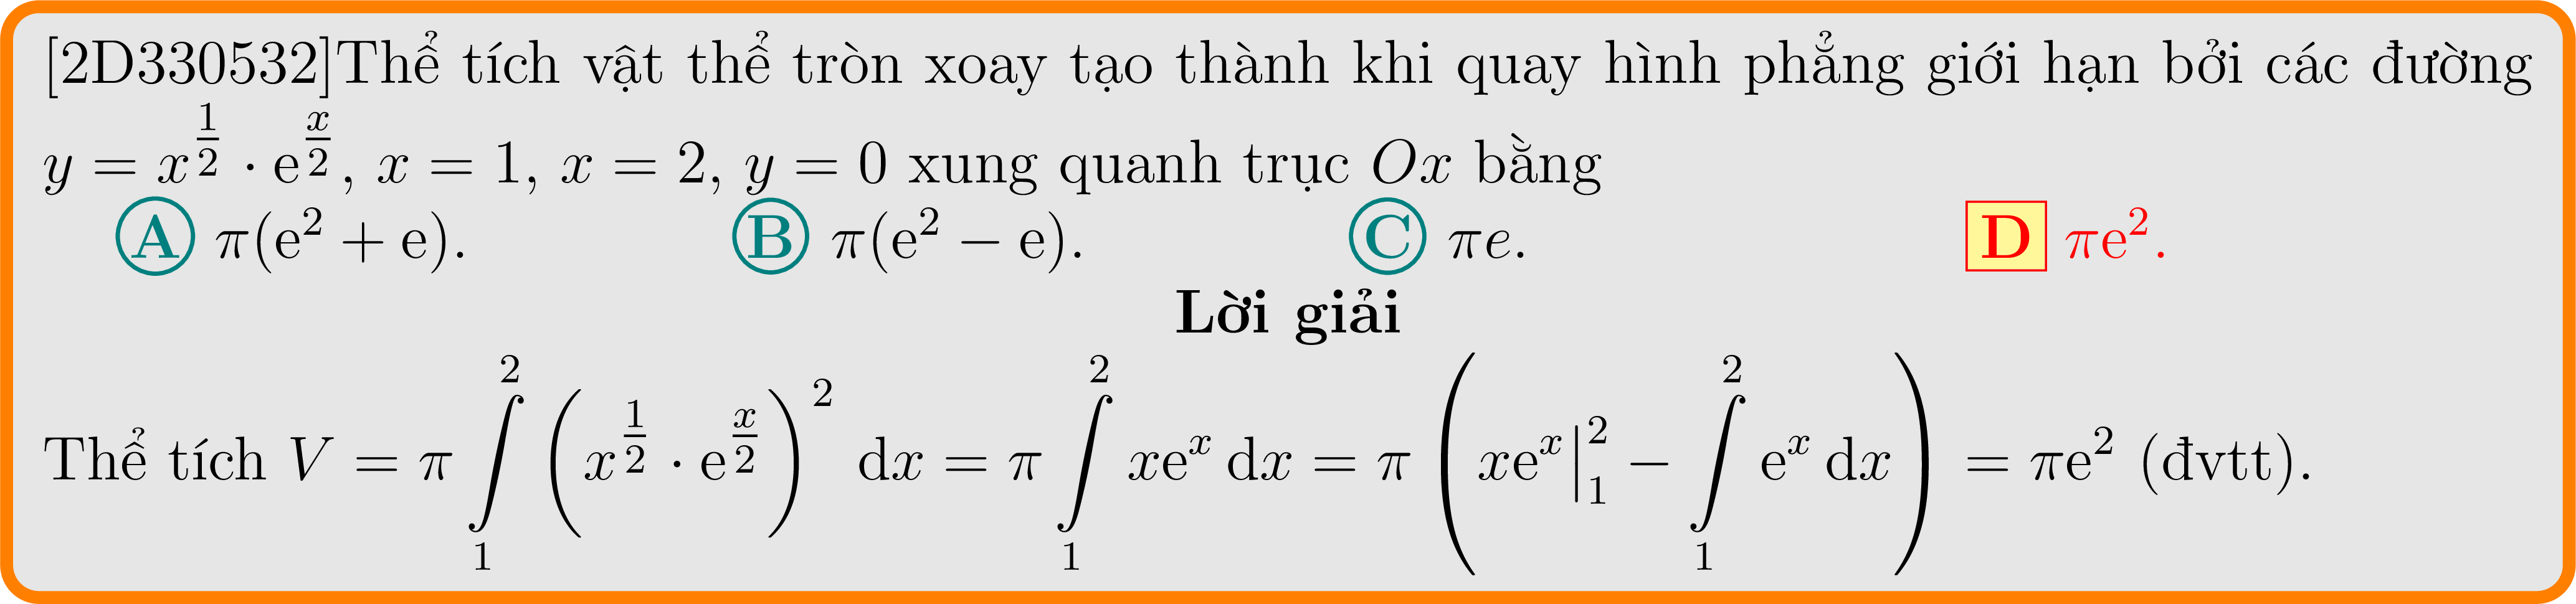 [2D330532]Thể tích vật thể tròn xoay tạo thành khi quay hình phẳng giới hạn bởi các đường
$y = x^{\frac{1}{2}} \cdot \mathrm{e}^{\frac{x}{2}}$, $x = 1$, $x = 2$, $y = 0$ xung quanh trục $Ox$ bằng
A $\pi(\mathrm{e}^2 + \mathrm{e})$. B $\pi(\mathrm{e}^2 - \mathrm{e})$. C $\pi e$. D $\pi\mathrm{e}^2$.
Lời giải
Thể tích $V = \pi \int\limits_1^2 \left( x^{\frac{1}{2}} \cdot \mathrm{e}^{\frac{x}{2}} \right)^2 \mathrm{d}x = \pi \int\limits_1^2 x\mathrm{e}^x \,\mathrm{d}x = \pi \left( x\mathrm{e}^x \Big|_1^2 - \int\limits_1^2 \mathrm{e}^x \,\mathrm{d}x \right) = \pi\mathrm{e}^2$ (đvtt).